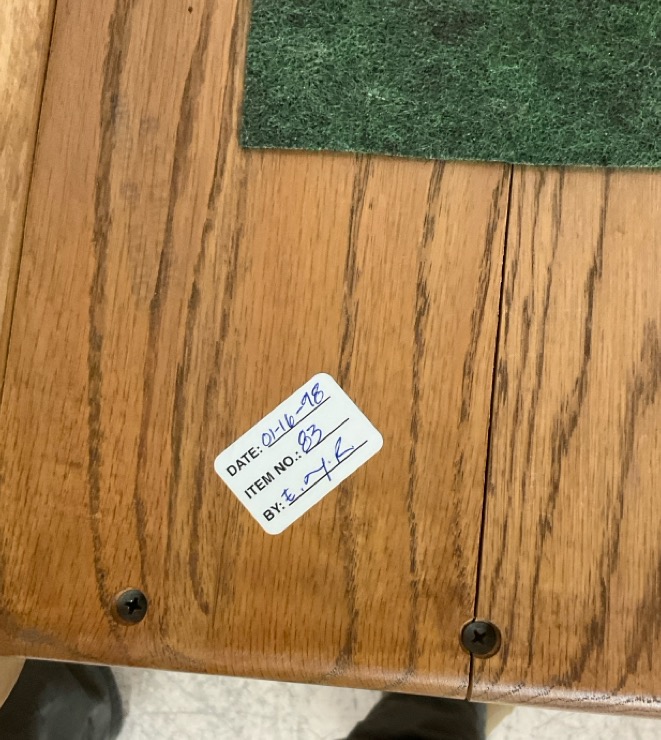 DATE: 01-16-98
ITEM NO.: 83
BY: E. M. R.